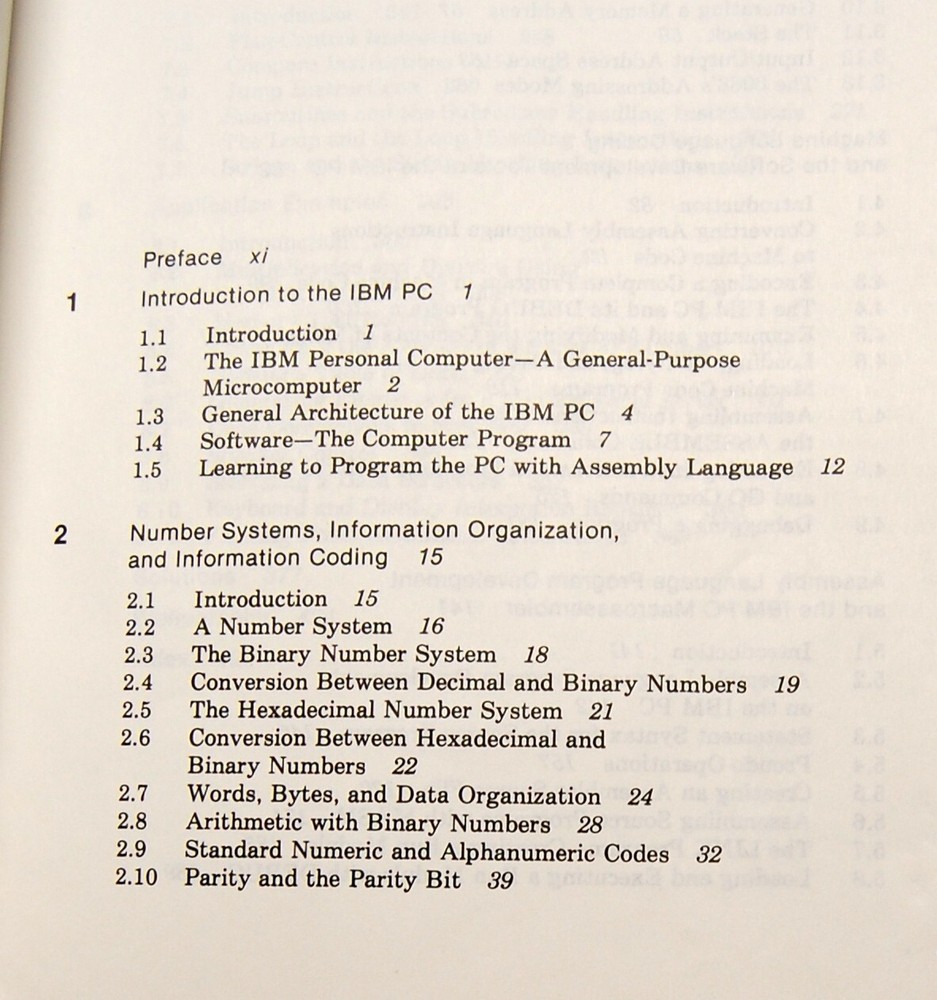 Preface xi
1 Introduction to the IBM PC 1
1.1 Introduction 1
1.2 The IBM Personal Computer—A General-Purpose
Microcomputer 2
1.3 General Architecture of the IBM PC 4
1.4 Software—The Computer Program 7
1.5 Learning to Program the PC with Assembly Language 12
2 Number Systems, Information Organization,
and Information Coding 15
2.1 Introduction 15
2.2 A Number System 16
2.3 The Binary Number System 18
2.4 Conversion Between Decimal and Binary Numbers 19
2.5 The Hexadecimal Number System 21
2.6 Conversion Between Hexadecimal and
Binary Numbers 22
2.7 Words, Bytes, and Data Organization 24
2.8 Arithmetic with Binary Numbers 28
2.9 Standard Numeric and Alphanumeric Codes 32
2.10 Parity and the Parity Bit 39